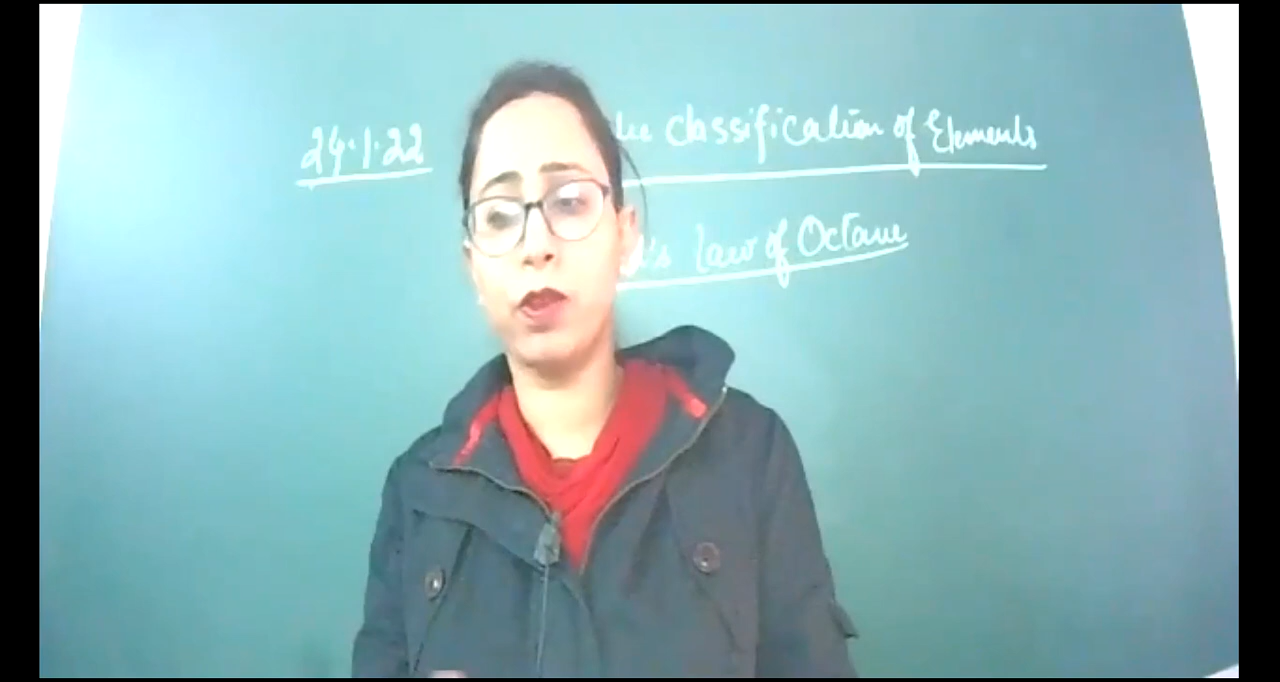 24.1.22 classification of Elements
's law of Octave